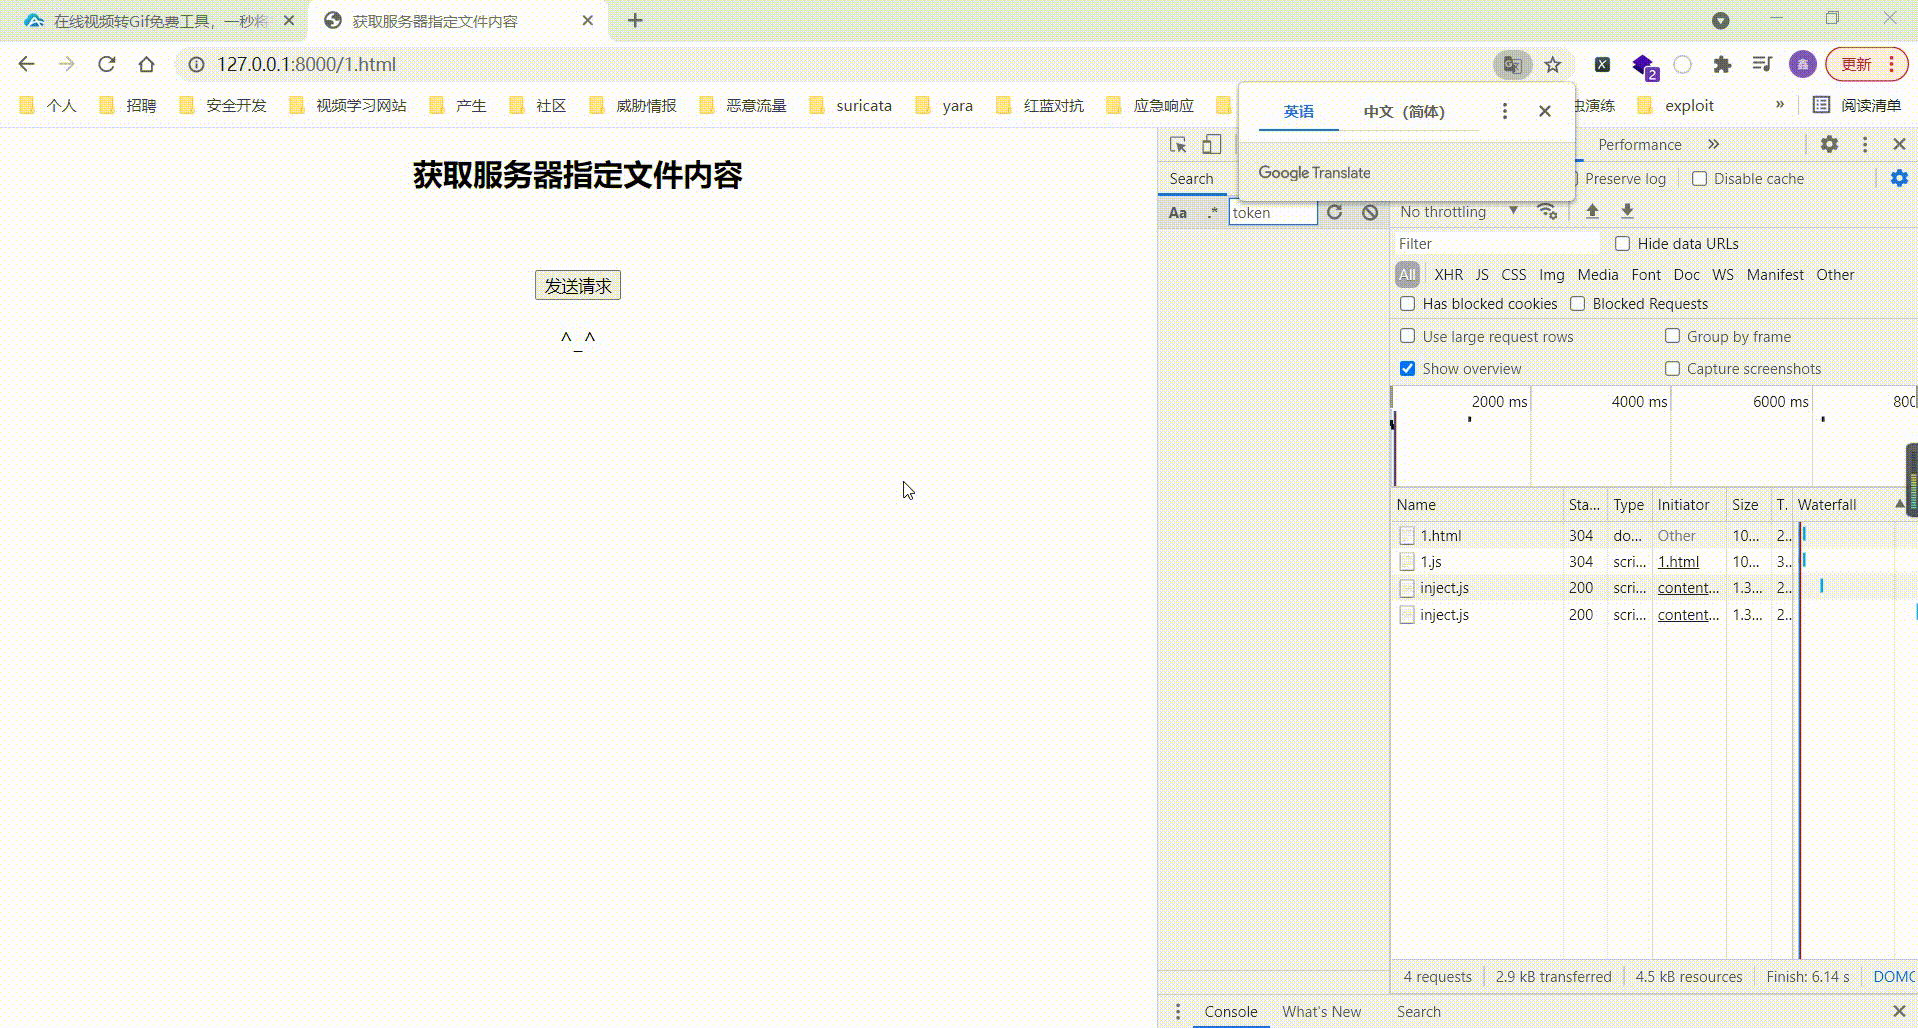 在线视频转Gif免费工具，一秒将
获取服务器指定文件内容
127.0.0.1:8000/1.html
2
鑫
更新
个人
招聘
安全开发
视频学习网站
产生
社区
威胁情报
恶意流量
suricata
yara
红蓝对抗
应急响应
演练
exploit
»
阅读清单
英语
中文（简体）
Google Translate
获取服务器指定文件内容
发送请求
^_^
Performance
»
Search
Preserve log
Disable cache
Aa
.*
token
No throttling
Filter
Hide data URLs
All
XHR
JS
CSS
Img
Media
Font
Doc
WS
Manifest
Other
Has blocked cookies
Blocked Requests
Use large request rows
Group by frame
Show overview
Capture screenshots
2000 ms
4000 ms
6000 ms
800
Name
Sta...
Type
Initiator
Size
T.
Waterfall
1.html
304
do...
Other
10...
2..
1.js
304
scri...
1.html
10...
3..
inject.js
200
scri...
content...
1.3...
2..
inject.js
200
scri...
content...
1.3...
2..
4 requests
2.9 kB transferred
4.5 kB resources
Finish: 6.14 s
DOMC
Console
What's New
Search